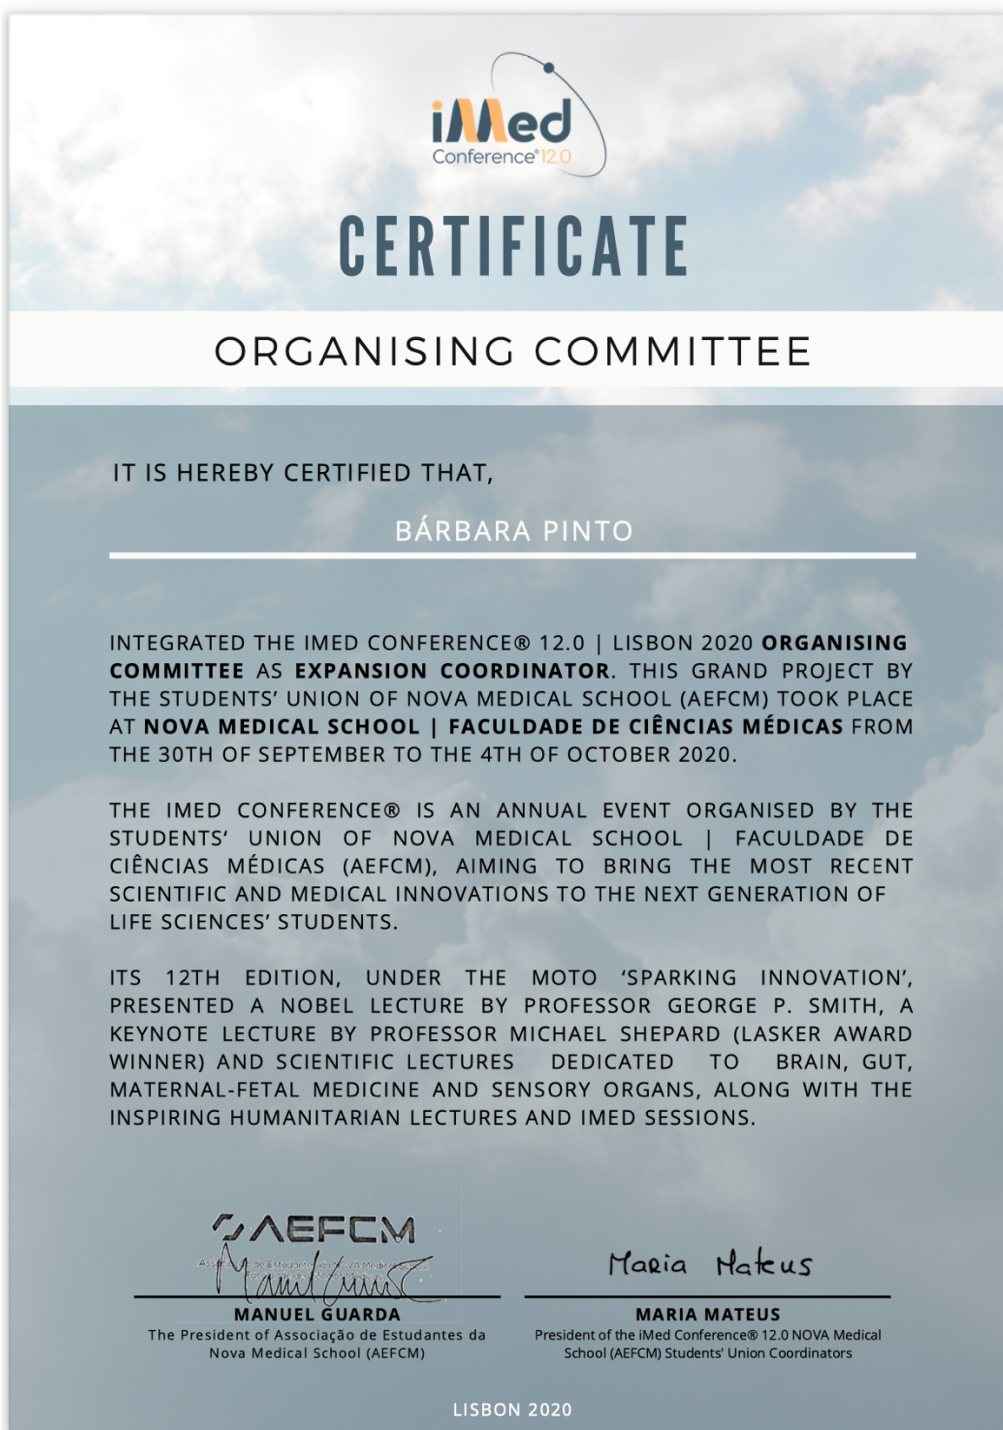 iMed
Conference® 12.0
CERTIFICATE
ORGANISING COMMITTEE
IT IS HEREBY CERTIFIED THAT,
BÁRBARA PINTO
INTEGRATED THE IMED CONFERENCE® 12.0 | LISBON 2020 ORGANISING
COMMITTEE AS EXPANSION COORDINATOR. THIS GRAND PROJECT BY
THE STUDENTS’ UNION OF NOVA MEDICAL SCHOOL (AEFCM) TOOK PLACE
AT NOVA MEDICAL SCHOOL | FACULDADE DE CIÊNCIAS MÉDICAS FROM
THE 30TH OF SEPTEMBER TO THE 4TH OF OCTOBER 2020.
THE IMED CONFERENCE® IS AN ANNUAL EVENT ORGANISED BY THE
STUDENTS‘ UNION OF NOVA MEDICAL SCHOOL | FACULDADE DE
CIÊNCIAS MÉDICAS (AEFCM), AIMING TO BRING THE MOST RECENT
SCIENTIFIC AND MEDICAL INNOVATIONS TO THE NEXT GENERATION OF
LIFE SCIENCES’ STUDENTS.
ITS 12TH EDITION, UNDER THE MOTO ‘SPARKING INNOVATION’,
PRESENTED A NOBEL LECTURE BY PROFESSOR GEORGE P. SMITH, A
KEYNOTE LECTURE BY PROFESSOR MICHAEL SHEPARD (LASKER AWARD
WINNER) AND SCIENTIFIC LECTURES DEDICATED TO BRAIN, GUT,
MATERNAL-FETAL MEDICINE AND SENSORY ORGANS, ALONG WITH THE
INSPIRING HUMANITARIAN LECTURES AND IMED SESSIONS.
AEFCM
Maria Mateus
MANUEL GUARDA
The President of Associação de Estudantes da
Nova Medical School (AEFCM)
MARIA MATEUS
President of the iMed Conference® 12.0 NOVA Medical
School (AEFCM) Students' Union Coordinators
LISBON 2020